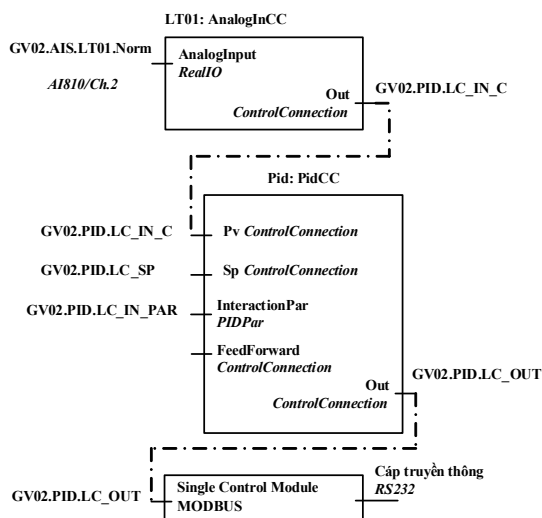 LT01: AnalogInCC
GV02.AIS.LT01.Norm
AnalogInput
RealIO
AI810/Ch.2
Out
GV02.PID.LC_IN_C
ControlConnection
Pid: PidCC
GV02.PID.LC_IN_C
Pv ControlConnection
GV02.PID.LC_SP
Sp ControlConnection
GV02.PID.LC_IN_PAR
InteractionPar
PIDPar
FeedForward
ControlConnection
Out
GV02.PID.LC_OUT
ControlConnection
Cáp truyền thông
RS232
GV02.PID.LC_OUT
Single Control Module
MODBUS